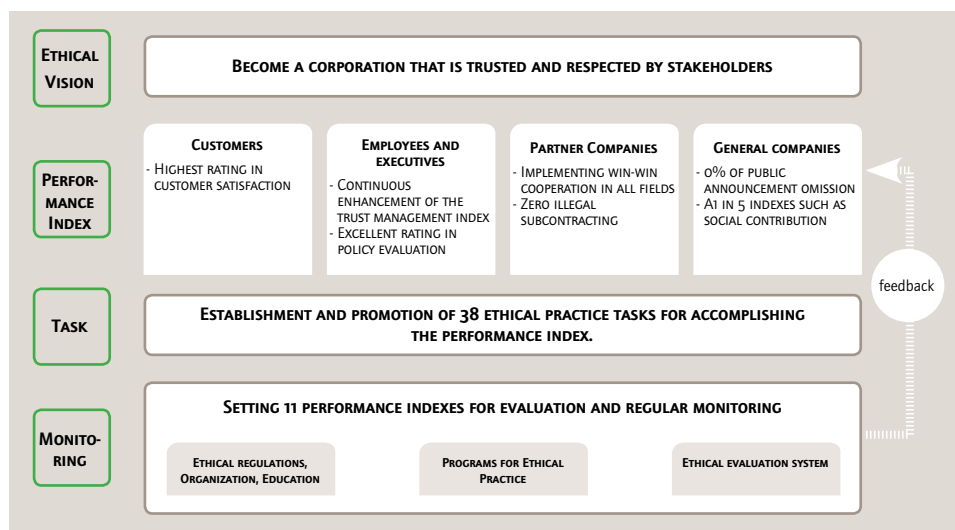 ETHICAL
VISION
BECOME A CORPORATION THAT IS TRUSTED AND RESPECTED BY STAKEHOLDERS
PERFOR-
MANCE
INDEX
CUSTOMERS
- HIGHEST RATING IN
CUSTOMER SATISFACTION
EMPLOYEES AND
EXECUTIVES
- CONTINUOUS
ENHANCEMENT OF THE
TRUST MANAGEMENT INDEX
- EXCELLENT RATING IN
POLICY EVALUATION
PARTNER COMPANIES
- IMPLEMENTING WIN-WIN
COOPERATION IN ALL FIELDS
- ZERO ILLEGAL
SUBCONTRACTING
GENERAL COMPANIES
- 0% OF PUBLIC
ANNOUNCEMENT OMISSION
- A1 IN 5 INDEXES SUCH AS
SOCIAL CONTRIBUTION
feedback
TASK
ESTABLISHMENT AND PROMOTION OF 38 ETHICAL PRACTICE TASKS FOR ACCOMPLISHING
THE PERFORMANCE INDEX.
MONITO-
RING
SETTING 11 PERFORMANCE INDEXES FOR EVALUATION AND REGULAR MONITORING
ETHICAL REGULATIONS,
ORGANIZATION, EDUCATION
PROGRAMS FOR ETHICAL
PRACTICE
ETHICAL EVALUATION SYSTEM